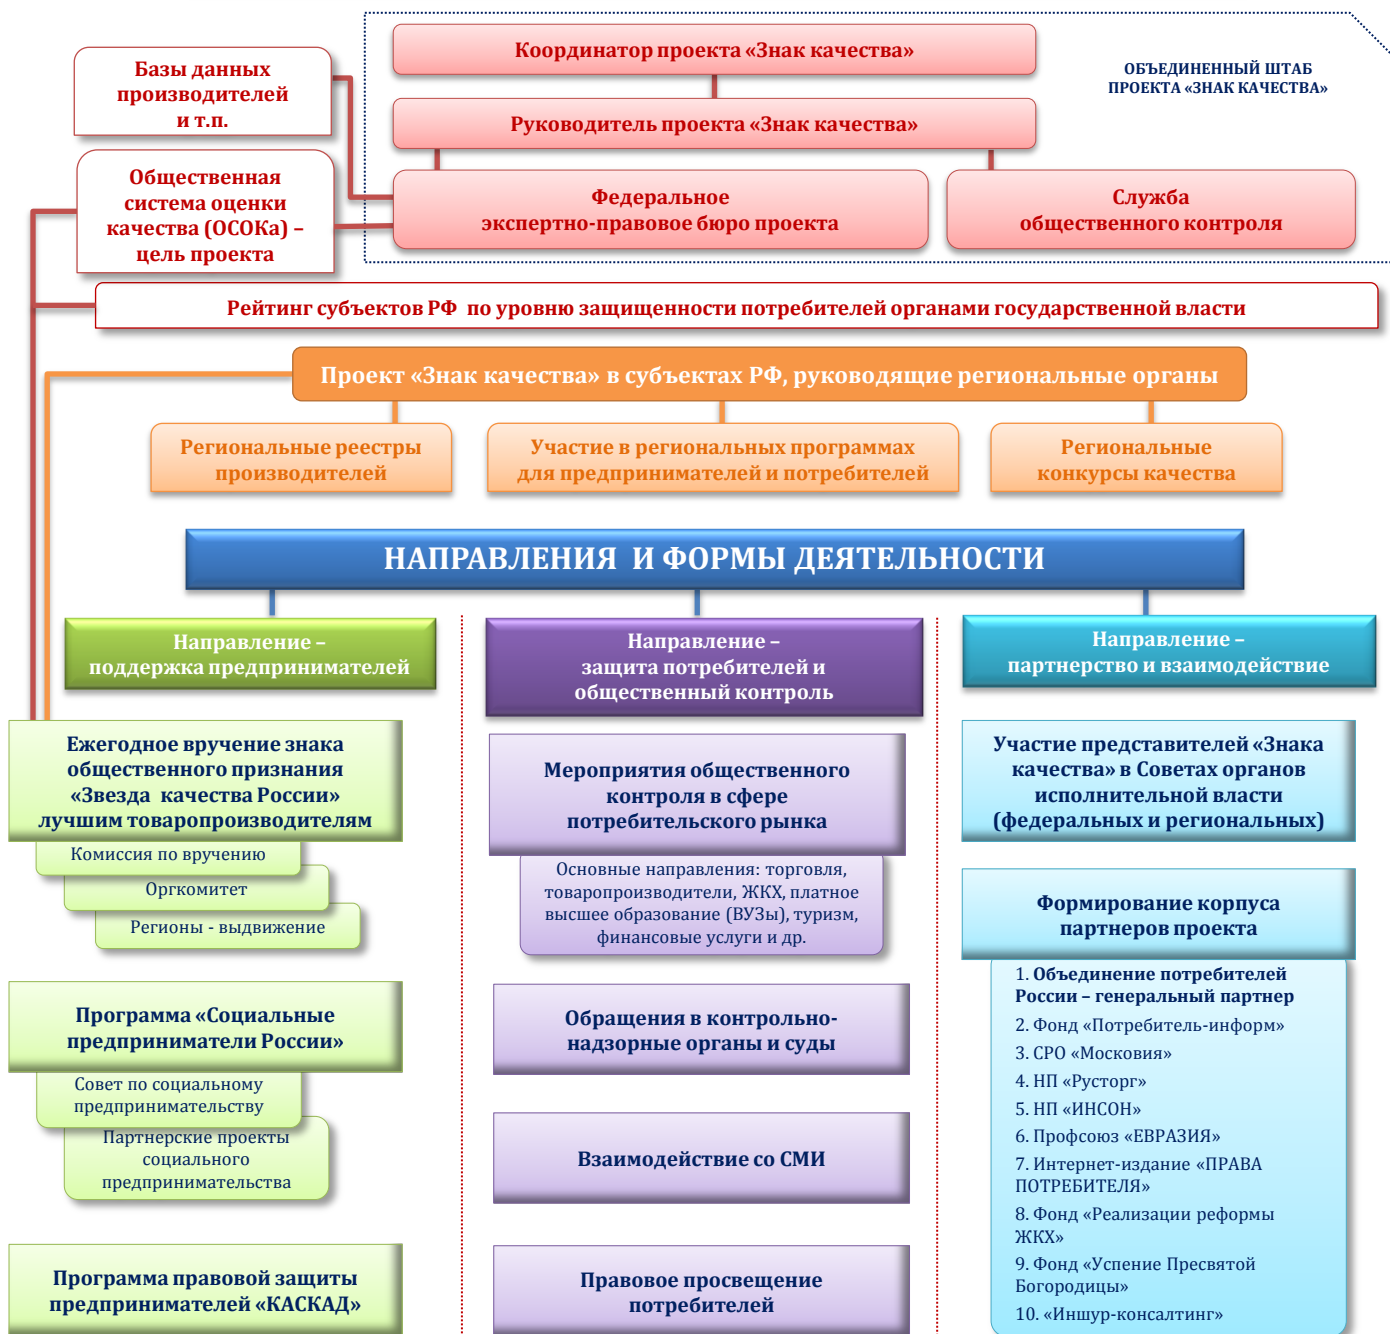 Координатор проекта «Знак качества»
ОБЪЕДИНЕННЫЙ ШТАБ
ПРОЕКТА «ЗНАК КАЧЕСТВА»
Базы данных
производителей
и т.п.
Руководитель проекта «Знак качества»
Общественная
система оценки
качества (ОСОКа) –
цель проекта
Федеральное
экспертно-правовое бюро проекта
Служба
общественного контроля
Рейтинг субъектов РФ по уровню защищенности потребителей органами государственной власти
Проект «Знак качества» в субъектах РФ, руководящие региональные органы
Региональные реестры
производителей
Участие в региональных программах
для предпринимателей и потребителей
Региональные
конкурсы качества
НАПРАВЛЕНИЯ И ФОРМЫ ДЕЯТЕЛЬНОСТИ
Направление –
поддержка предпринимателей
Ежегодное вручение знака
общественного признания
«Звезда качества России»
лучшим товаропроизводителям
Комиссия по вручению
Оргкомитет
Регионы - выдвижение
Программа «Социальные
предприниматели России»
Совет по социальному
предпринимательству
Партнерские проекты
социального
предпринимательства
Программа правовой защиты
предпринимателей «КАСКАД»
Направление –
защита потребителей и
общественный контроль
Мероприятия общественного
контроля в сфере
потребительского рынка
Основные направления: торговля,
товаропроизводители, ЖКХ, платное
высшее образование (ВУЗы), туризм,
финансовые услуги и др.
Обращения в контрольно-
надзорные органы и суды
Взаимодействие со СМИ
Правовое просвещение
потребителей
Направление –
партнерство и взаимодействие
Участие представителей «Знака
качества» в Советах органов
исполнительной власти
(федеральных и региональных)
Формирование корпуса
партнеров проекта
1. Объединение потребителей
России – генеральный партнер
2. Фонд «Потребитель-информ»
3. СРО «Московия»
4. НП «Русторг»
5. НП «ИНСОН»
6. Профсоюз «ЕВРАЗИЯ»
7. Интернет-издание «ПРАВА
ПОТРЕБИТЕЛЯ»
8. Фонд «Реализации реформы
ЖКХ»
9. Фонд «Успение Пресвятой
Богородицы»
10. «Иншур-консалтинг»